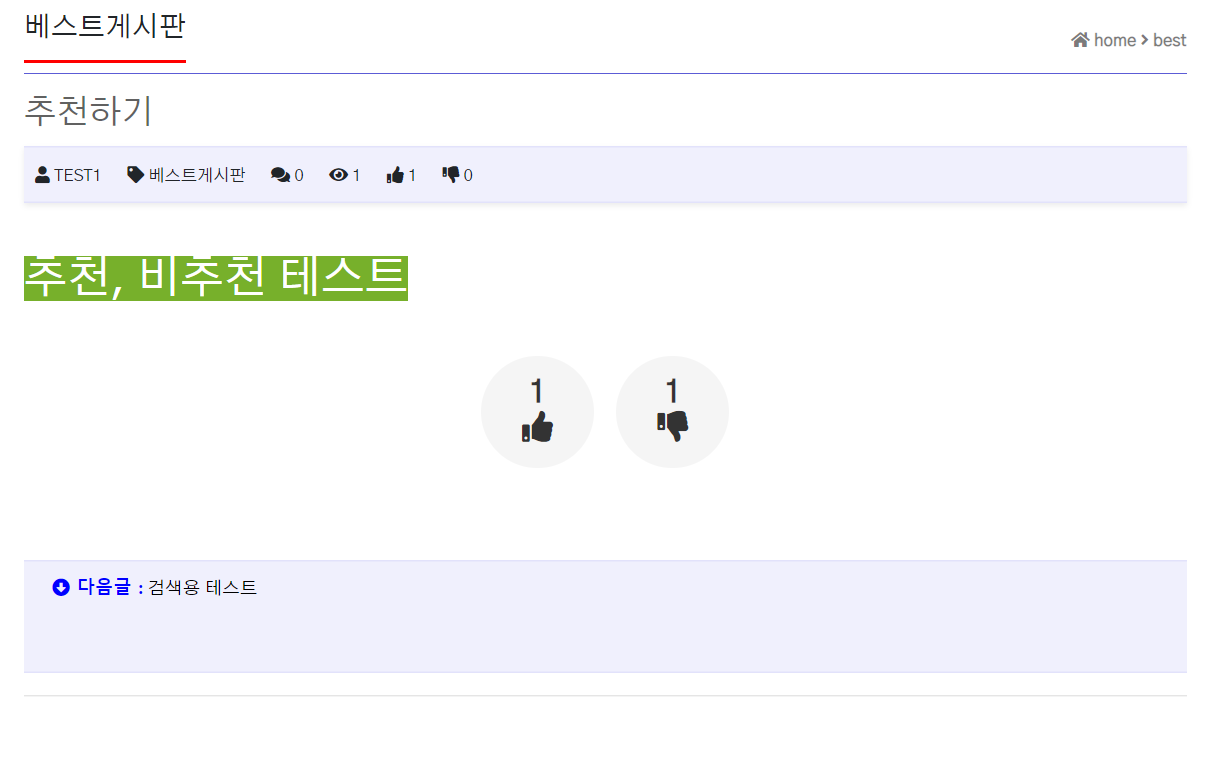 베스트게시판
home > best
추천하기
TEST1 베스트게시판 0 1 1 0
추천, 비추천 테스트
1 1
다음글 : 검색용 테스트